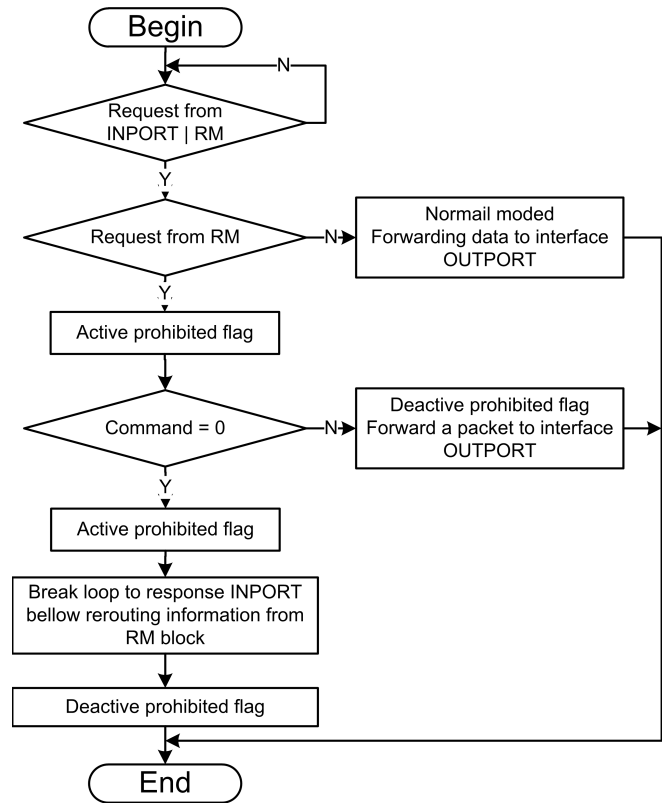 Begin
N
Request from
INPORT | RM
Y
Request from RM
N
Normail moded
Forwarding data to interface
OUTPORT
Y
Active prohibited flag
Command = 0
N
Deactive prohibited flag
Forward a packet to interface
OUTPORT
Y
Active prohibited flag
Break loop to response INPORT
bellow rerouting information from
RM block
Deactive prohibited flag
End